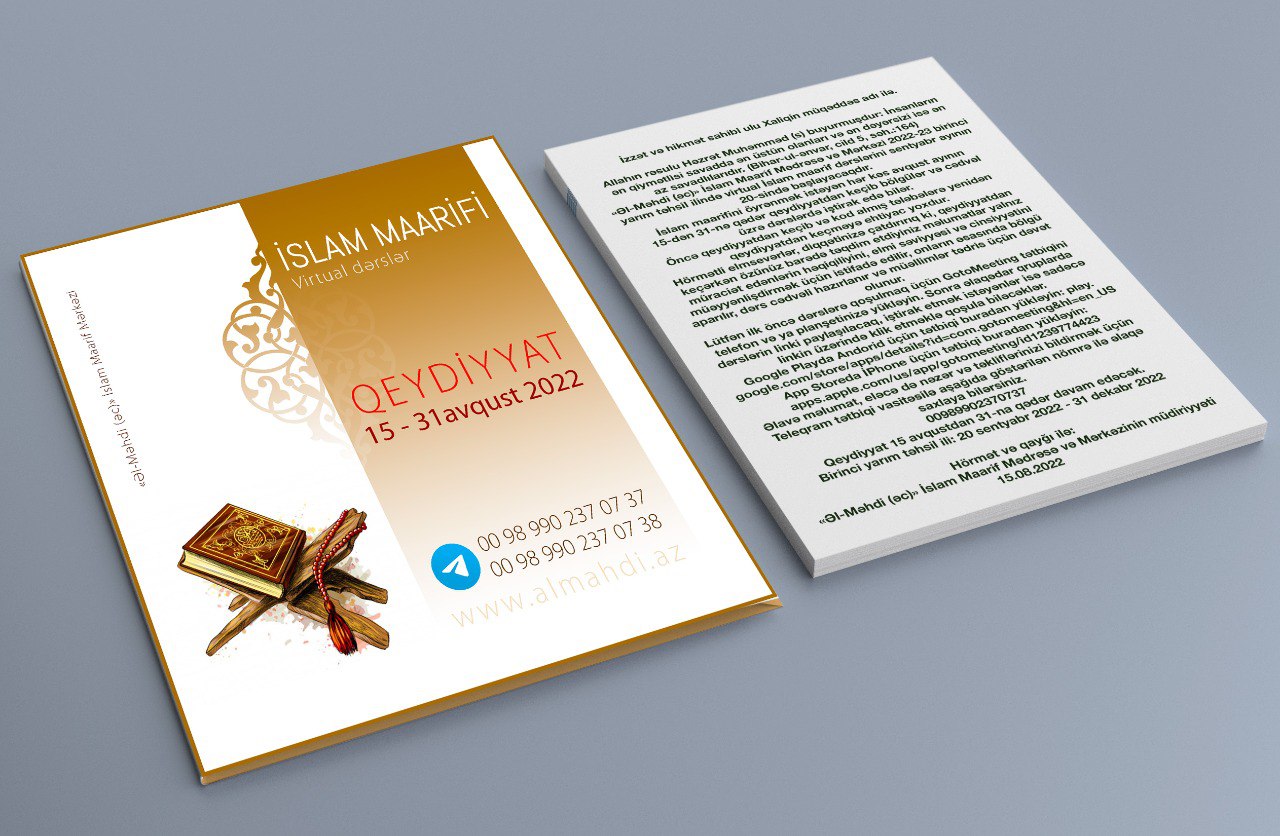 İSLAM MAARİFİ
Virtual dərslər
«Əl-Məhdi (əc)» İslam Maarif Mərkəzi
QEYDİYYAT
15 - 31avqust 2022
00 98 990 237 07 37
00 98 990 237 07 38
www.almahdi.az
İzzət və hikmət sahibi ulu Xaliqin müqəddəs adı ilə.
Allahın rəsulu Həzrət Muhəmməd (s) buyurmuşdur: İnsanların
ən qiymətlisi savadda ən üstün olanları və ən dəyərsizi isə ən
az savadlılarıdır, (Bihar-ul-ənvar, cild 5, səh.:164)
«Əl-Məhdi (əc)» İslam Maarif Mədrəsə və Mərkəzi 2022-23 birinci
yarım təhsil ilində virtual İslam maarif dərslərini sentyabr ayının
20-sində başlayacaqdır.
İslam maarifini öyrənmək istəyən hər kəs avqust ayının
15-dən 31-nə qədər qeydiyyatdan keçib bölgülər və cədvəl
üzrə dərslərdə iştirak edə bilər.
Öncə qeydiyyatdan keçib və kod almış tələbələrə yenidən
qeydiyyatdan keçməyə ehtiyac yoxdur.
Hörmətli elmsevərlər, diqqətinizə çatdırırıq ki, qeydiyyatdan
keçərkən özünüz barədə təqdim etdiyiniz məlumatlar yalnız
müraciət edənlərin həqiqiliyini, elmi səviyyəsi və cinsiyyətini
müəyyənləşdirmək üçün istifadə edilir, onların əsasında bölgü
aparılır, dərs cədvəli hazırlanır və müəllimlər tədris üçün dəvət
olunur.
Lütfən ilk öncə dərslərə qoşulmaq üçün GotoMeeting tətbiqini
telefon və ya planşetinizə yükləyin. Sonra əlaqədar qruplarda
dərslərin linki paylaşılacaq, iştirak etmək istəyənlər isə sadəcə
linkin üzərində klik etməklə qoşula biləcəklər.
Google Playda Andorid üçün tətbiqi buradan yükləyin: play.
google.com/store/apps/details?id=com.gotomeeting&hl=en_US
App Storeda İPhone üçün tətbiqi buradan yükləyin:
apps.apple.com/us/app/gotomeeting/id1239774423
Əlavə məlumat, eləcə də nəzər və təkliflərinizi bildirmək üçün
Teleqram tətbiqi vasitəsilə aşağıda göstərilən nömrə ilə əlaqə
saxlaya bilərsiniz.
00989902370737
Qeydiyyat 15 avqustdan 31-na qədər davam edəcək.
Birinci yarım təhsil ili: 20 sentyabr 2022 - 31 dekabr 2022
Hörmət və qayğı ilə:
«Əl-Məhdi (əc)» İslam Maarif Mədrəsə və Mərkəzinin müdiriyyəti
15.08.2022